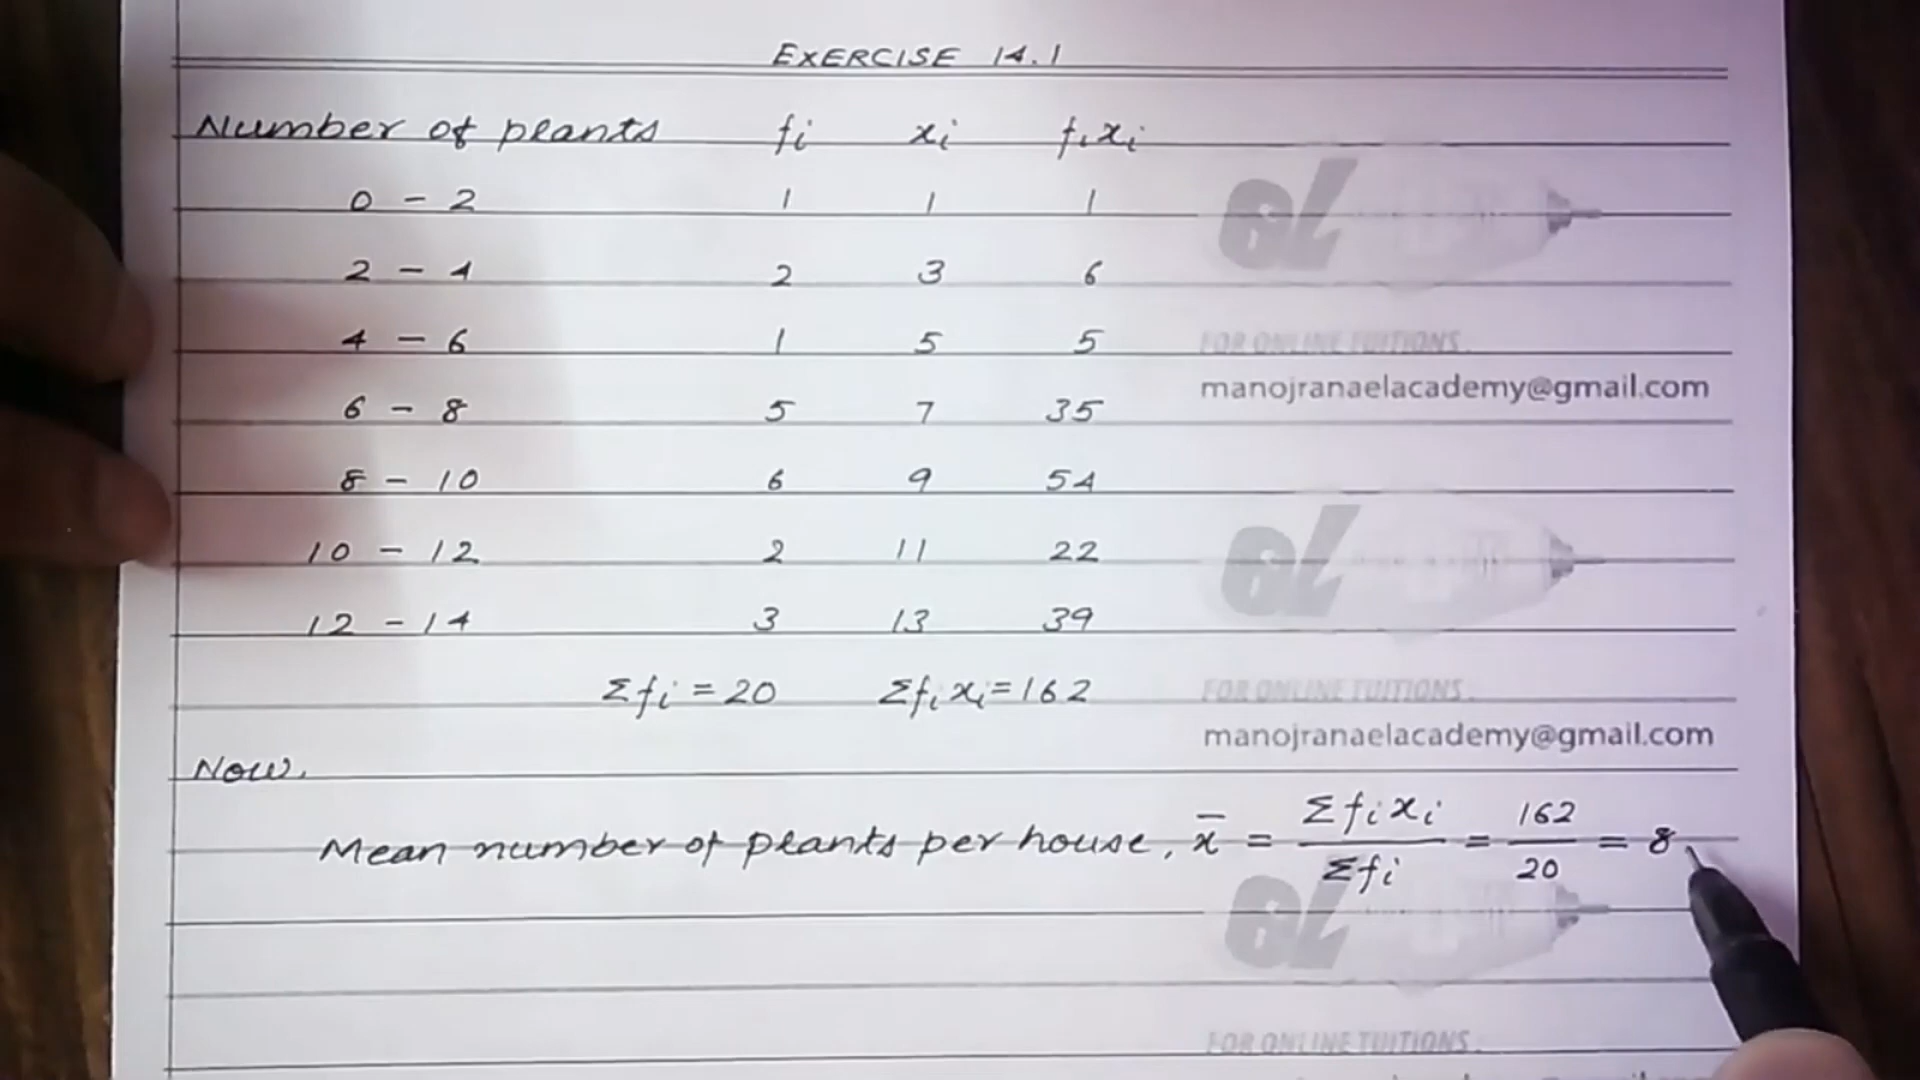 EXERCISE 14.1
Number of plants fi xi fixi
0 - 2 1 1 1
2 - 4 2 3 6
4 - 6 1 5 5
FOR ONLINE TUITIONS :
manojranaelacademy@gmail.com
6 - 8 5 7 35
8 - 10 6 9 54
10 - 12 2 11 22
12 - 14 3 13 39
Σfi = 20 Σfixi = 162
FOR ONLINE TUITIONS :
manojranaelacademy@gmail.com
Now,
Mean number of plants per house, x̄ = Σfixi / Σfi = 162 / 20 = 8.
FOR ONLINE TUITIONS :